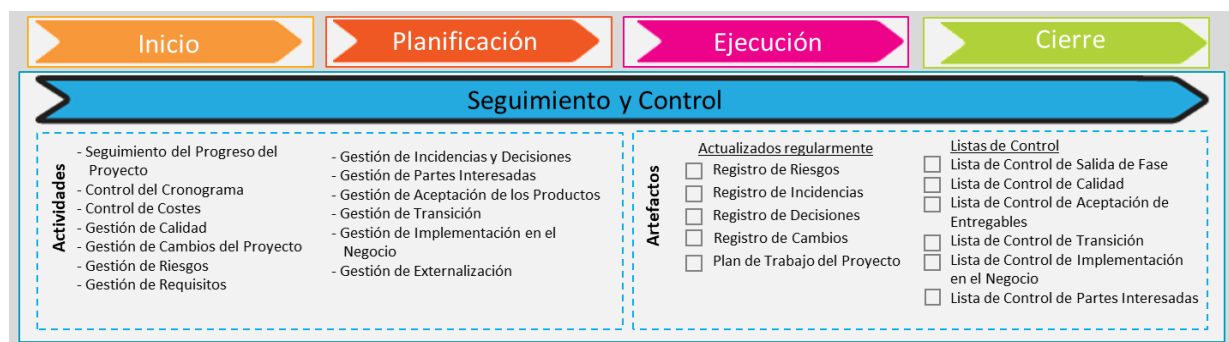 Inicio
Planificación
Ejecución
Cierre
Seguimiento y Control
Actividades
- Seguimiento del Progreso del
Proyecto
- Control del Cronograma
- Control de Costes
- Gestión de Calidad
- Gestión de Cambios del Proyecto
- Gestión de Riesgos
- Gestión de Requisitos
- Gestión de Incidencias y Decisiones
- Gestión de Partes Interesadas
- Gestión de Aceptación de los Productos
- Gestión de Transición
- Gestión de Implementación en el
Negocio
- Gestión de Externalización
Artefactos
Actualizados regularmente
Registro de Riesgos
Registro de Incidencias
Registro de Decisiones
Registro de Cambios
Plan de Trabajo del Proyecto
Listas de Control
Lista de Control de Salida de Fase
Lista de Control de Calidad
Lista de Control de Aceptación de
Entregables
Lista de Control de Transición
Lista de Control de Implementación
en el Negocio
Lista de Control de Partes Interesadas